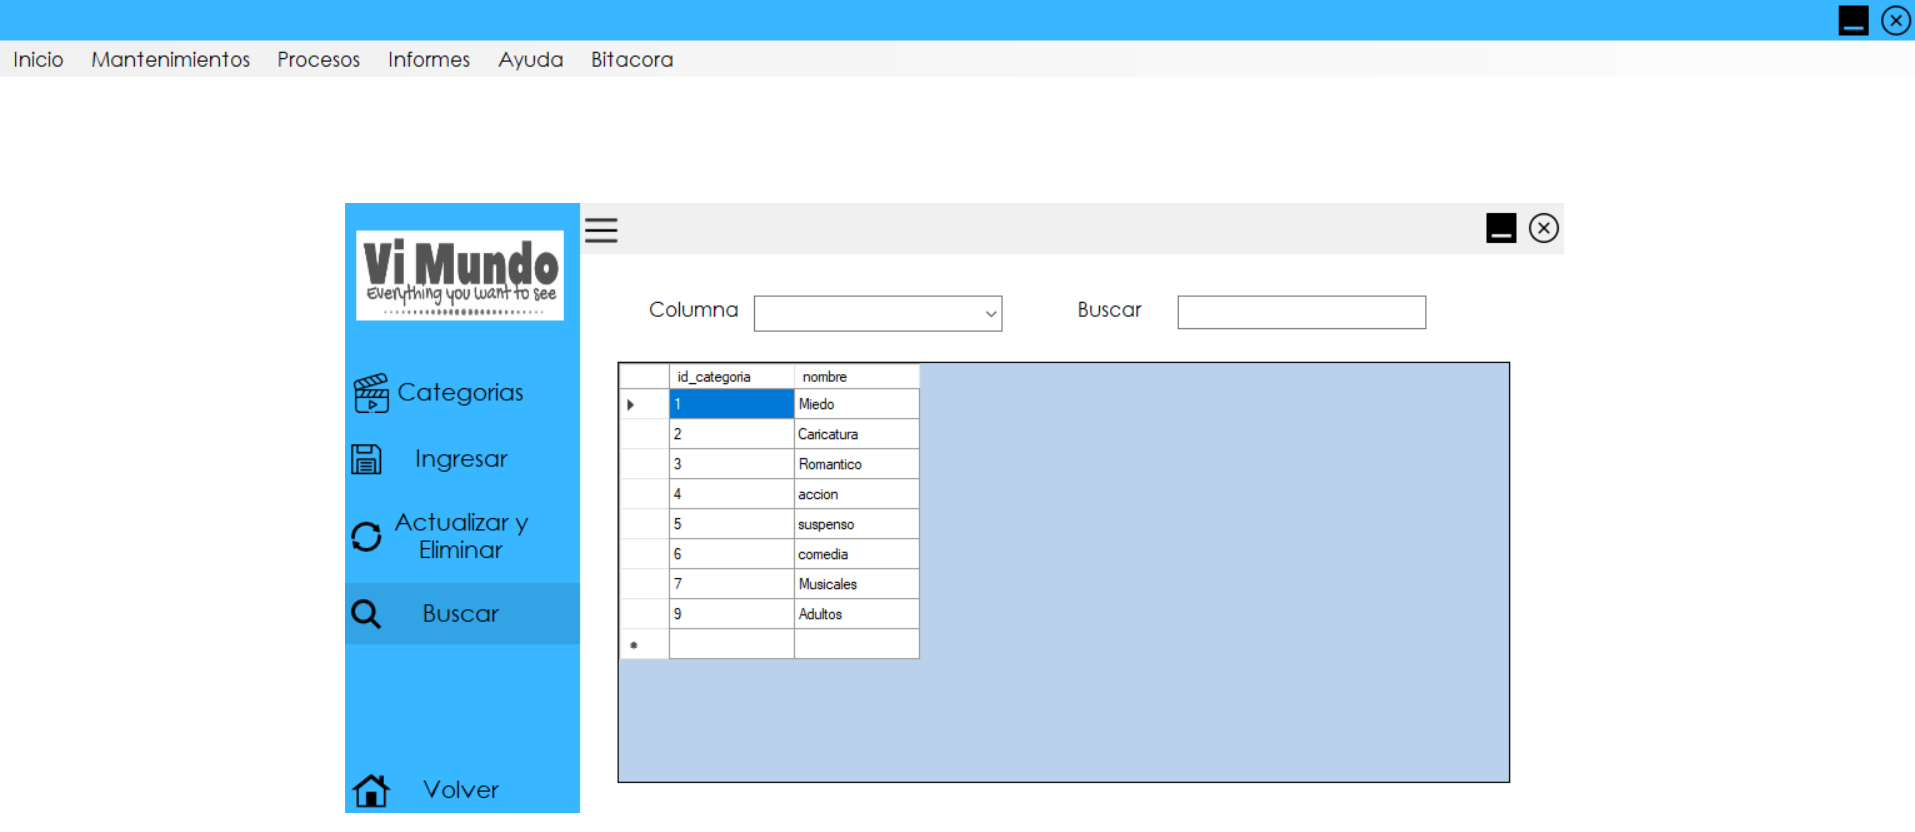 Inicio Mantenimientos Procesos Informes Ayuda Bitacora
Vi Mundo
Everything you want to see
Columna Buscar
Categorias
Ingresar
Actualizar y
Eliminar
Buscar
Volver
id_categoria nombre
1 Miedo
2 Caricatura
3 Romantico
4 accion
5 suspenso
6 comedia
7 Musicales
9 Adultos